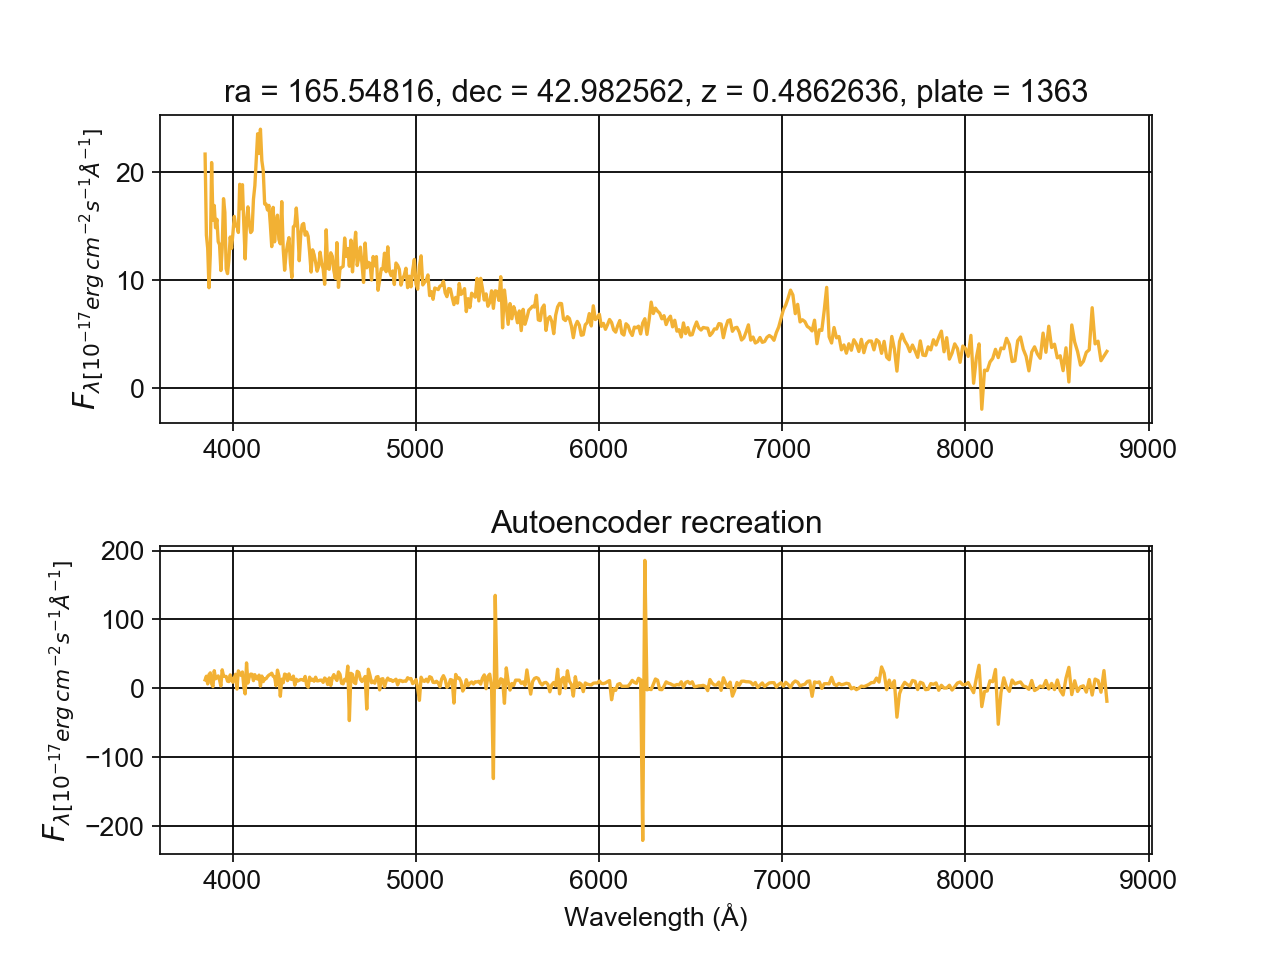 ra = 165.54816, dec = 42.982562, z = 0.4862636, plate = 1363
F_λ[10^−17 erg cm^−2 s^−1 Å^−1]
20
10
0
4000 5000 6000 7000 8000 9000
Autoencoder recreation
F_λ[10^−17 erg cm^−2 s^−1 Å^−1]
200
100
0
−100
−200
4000 5000 6000 7000 8000 9000
Wavelength (Å)